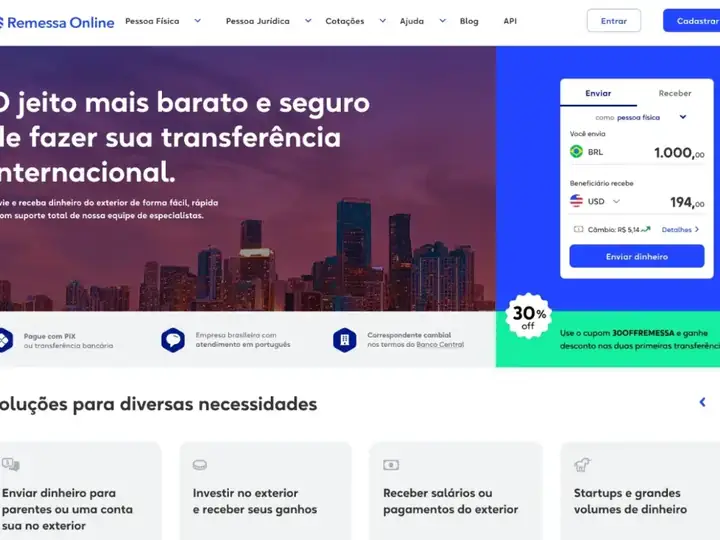 Remessa Online
Pessoa Física
Pessoa Jurídica
Cotações
Ajuda
Blog
API
Entrar
Cadastrar
O jeito mais barato e seguro
de fazer sua transferência
nternacional.
vie e receba dinheiro do exterior de forma fácil, rápida
om suporte total de nossa equipe de especialistas.
Enviar
Receber
como pessoa física
Você envia
BRL
1.000,00
Beneficiário recebe
USD
194,00
Câmbio: R$ 5,14
Detalhes
Enviar dinheiro
30%
off
Use o cupom 30OFFREMESSA e ganhe
desconto nas duas primeiras transferênci
Pague com PIX
ou transferência bancária
Empresa brasileira com
atendimento em português
Correspondente cambial
nos termos do Banco Central
oluções para diversas necessidades
Enviar dinheiro para
parentes ou uma conta
sua no exterior
Investir no exterior
e receber seus ganhos
Receber salários ou
pagamentos do exterior
Startups e grandes
volumes de dinheiro